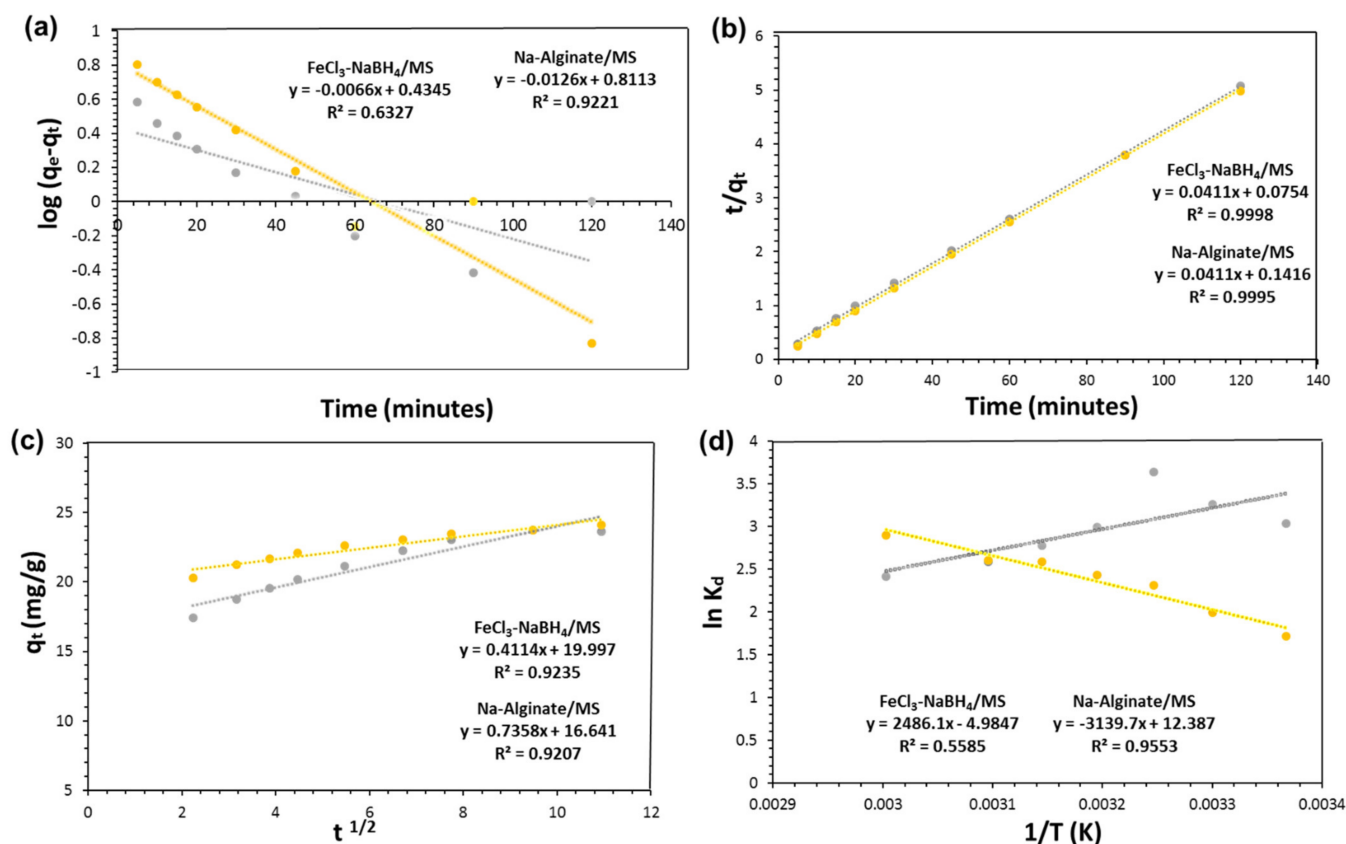 (a)
1
0.8
0.6
0.4
0.2
0
-0.2
-0.4
-0.6
-0.8
-1
log (qₑ-qₜ)
FeCl₃-NaBH₄/MS
y = -0.0066x + 0.4345
R² = 0.6327
Na-Alginate/MS
y = -0.0126x + 0.8113
R² = 0.9221
0 20 40 60 80 100 120 140
Time (minutes)
(b)
6
5
4
3
2
1
0
t/qₜ
FeCl₃-NaBH₄/MS
y = 0.0411x + 0.0754
R² = 0.9998
Na-Alginate/MS
y = 0.0411x + 0.1416
R² = 0.9995
0 20 40 60 80 100 120 140
Time (minutes)
(c)
30
25
20
15
10
5
qₜ (mg/g)
FeCl₃-NaBH₄/MS
y = 0.4114x + 19.997
R² = 0.9235
Na-Alginate/MS
y = 0.7358x + 16.641
R² = 0.9207
0 2 4 6 8 10 12
t ¹/²
(d)
4
3.5
3
2.5
2
1.5
1
0.5
0
ln K_d
FeCl₃-NaBH₄/MS
y = 2486.1x - 4.9847
R² = 0.5585
Na-Alginate/MS
y = -3139.7x + 12.387
R² = 0.9553
0.0029 0.003 0.0031 0.0032 0.0033 0.0034
1/T (K)